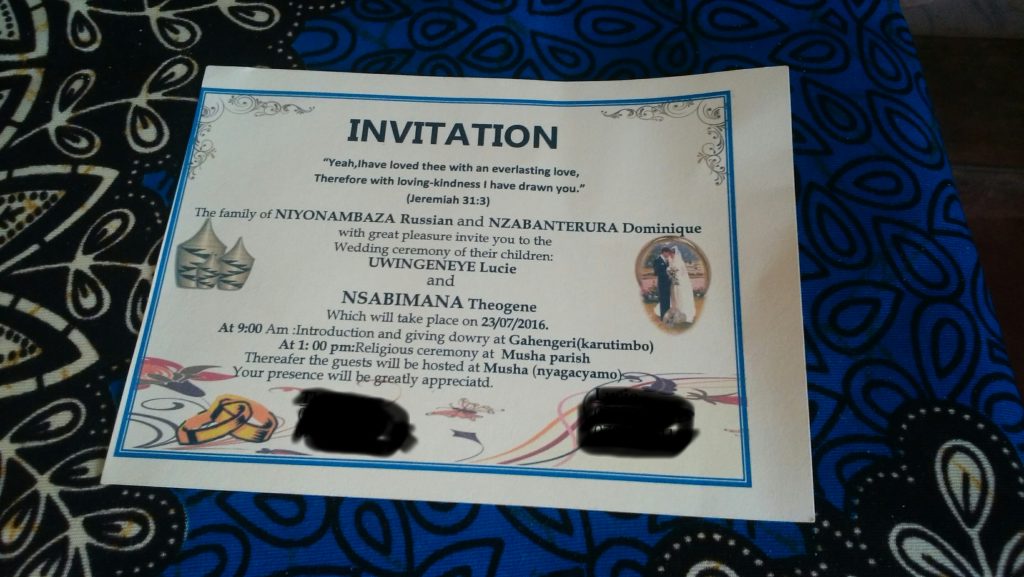 INVITATION
“Yeah,Ihave loved thee with an everlasting love,
Therefore with loving-kindness I have drawn you.”
(Jeremiah 31:3)
The family of NIYONAMBAZA Russian and NZABANTERURA Dominique
with great pleasure invite you to the
Wedding ceremony of their children:
UWINGENEYE Lucie
and
NSABIMANA Theogene
Which will take place on 23/07/2016.
At 9:00 Am :Introduction and giving dowry at Gahengeri(karutimbo)
At 1: 00 pm:Religious ceremony at Musha parish
Thereafer the guests will be hosted at Musha (nyagacyamo)
Your presence will be greatly appreciatd.